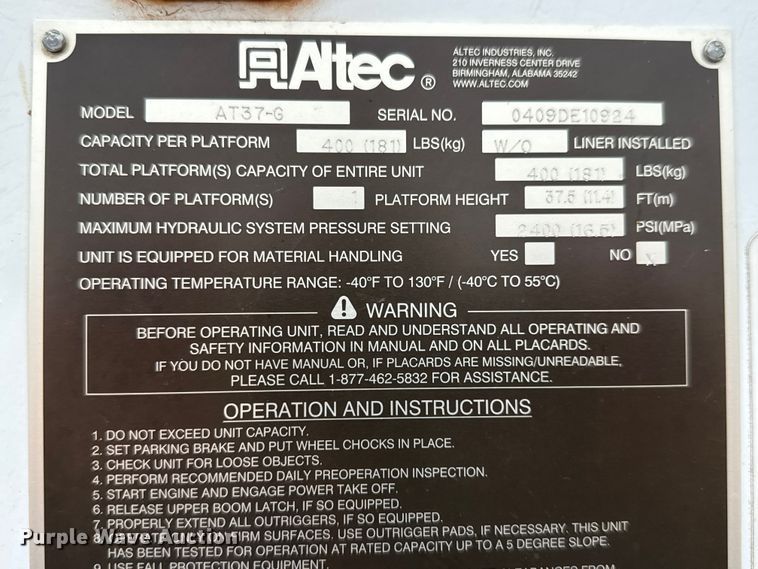 Altec®
ALTEC INDUSTRIES, INC.
210 INVERNESS CENTER DRIVE
BIRMINGHAM, ALABAMA 35242
WWW.ALTEC.COM
MODEL AT37-G SERIAL NO. 0409DE10924
CAPACITY PER PLATFORM 400 (181) LBS(kg) W/O LINER INSTALLED
TOTAL PLATFORM(S) CAPACITY OF ENTIRE UNIT 400 (181) LBS(kg)
NUMBER OF PLATFORM(S) 1 PLATFORM HEIGHT 37.5 (11.4) FT(m)
MAXIMUM HYDRAULIC SYSTEM PRESSURE SETTING 2400 (16.5) PSI(MPa)
UNIT IS EQUIPPED FOR MATERIAL HANDLING YES NO X
OPERATING TEMPERATURE RANGE: -40°F TO 130°F / (-40°C TO 55°C)
WARNING
BEFORE OPERATING UNIT, READ AND UNDERSTAND ALL OPERATING AND
SAFETY INFORMATION IN MANUAL AND ON ALL PLACARDS.
IF YOU DO NOT HAVE MANUAL OR, IF PLACARDS ARE MISSING/UNREADABLE,
PLEASE CALL 1-877-462-5832 FOR ASSISTANCE.
OPERATION AND INSTRUCTIONS
1. DO NOT EXCEED UNIT CAPACITY.
2. SET PARKING BRAKE AND PUT WHEEL CHOCKS IN PLACE.
3. CHECK UNIT FOR LOOSE OBJECTS.
4. PERFORM RECOMMENDED DAILY PREOPERATION INSPECTION.
5. START ENGINE AND ENGAGE POWER TAKE OFF.
6. RELEASE UPPER BOOM LATCH, IF SO EQUIPPED.
7. PROPERLY EXTEND ALL OUTRIGGERS, IF SO EQUIPPED.
FIRM SURFACES. USE OUTRIGGER PADS, IF NECESSARY. THIS UNIT
HAS BEEN TESTED FOR OPERATION AT RATED CAPACITY UP TO A 5 DEGREE SLOPE.
9. USE FALL PROTECTION EQUIPMENT.
Purple Wave Auction